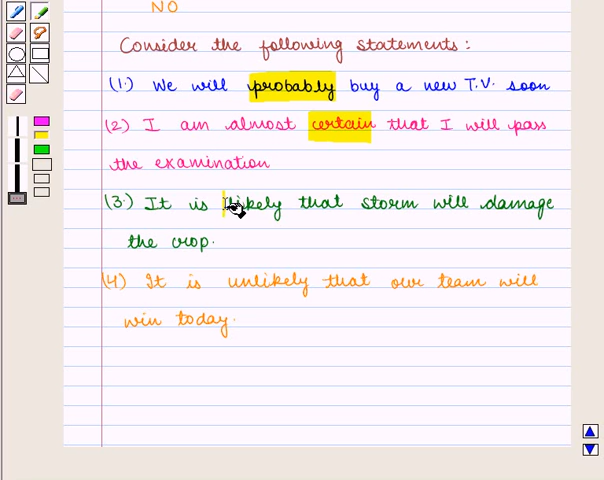 NO
Consider the following statements :
(1.) We will probably buy a new T.V. soon
(2) I am almost certain that I will pass
the examination
(3.) It is likely that storm will damage
the crop.
(4) It is unlikely that our team will
win today.